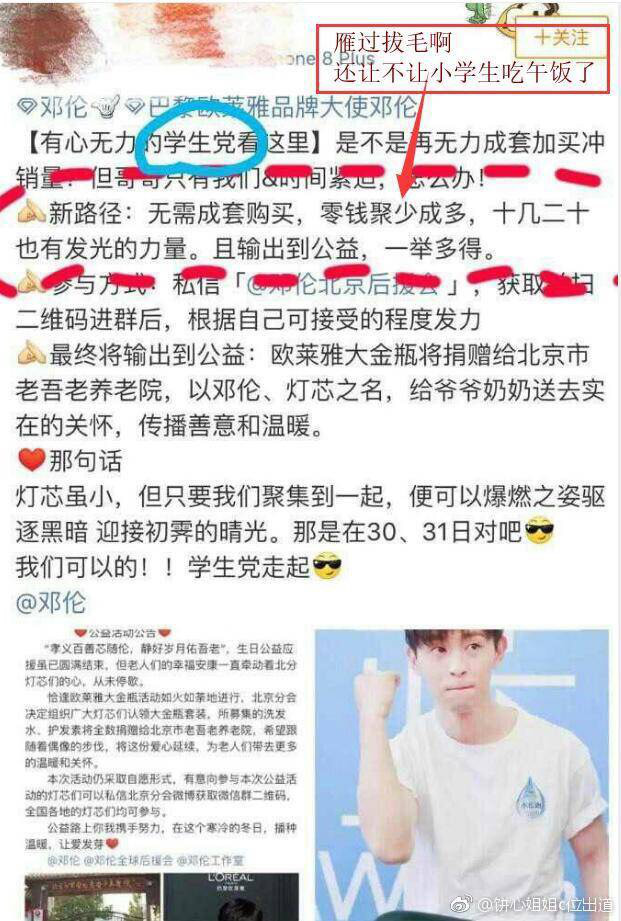 雁过拔毛啊
还让不让小学生吃午饭了
十关注
one 8 Plus
邓伦 巴黎欧莱雅品牌大使邓伦
【有心无力的学生党看这里】是不是再无力成套加买冲
销量!但哥哥只有我们&时间紧迫,怎么办!
新路径:无需成套购买,零钱聚少成多,十几二十
也有发光的力量。且输出到公益,一举多得。
参与方式:私信「@邓伦北京后援会」,获取 扫
二维码进群后,根据自己可接受的程度发力
最终将输出到公益:欧莱雅大金瓶将捐赠给北京市
老吾老养老院,以邓伦、灯芯之名,给爷爷奶奶送去实
在的关怀,传播善意和温暖。
那句话
灯芯虽小,但只要我们聚集到一起,便可以爆燃之姿驱
逐黑暗 迎接初霁的晴光。那是在30、31日对吧
我们可以的!!学生党走起
@邓伦
公益活动公告
“孝义百善芯随伦,静好岁月佑吾老”,生日公益应
援虽已圆满结束,但老人们的幸福安康一直牵动着北分
灯芯们的心,从未停歇。
恰逢欧莱雅大金瓶活动如火如荼地进行,北京分会
决定组织广大灯芯们认领大金瓶套装,所募集的洗发
水、护发素将全数捐赠给北京市老吾老养老院,希望跟
随着偶像的步伐,将这份爱心延续,为老人们带去更多
的温暖和关怀。
本次活动仍采取自愿形式,有意向参与本次公益活动
的灯芯们可以私信北京分会微博获取微信群二维码,
全国各地的灯芯们均可参与。
公益路上你我携手努力,在这个寒冷的冬日,播种
温暖,让爱发芽
@邓伦 @邓伦全球后援会 @邓伦工作室
L'ORÉAL
@饼心姐姐c位出道